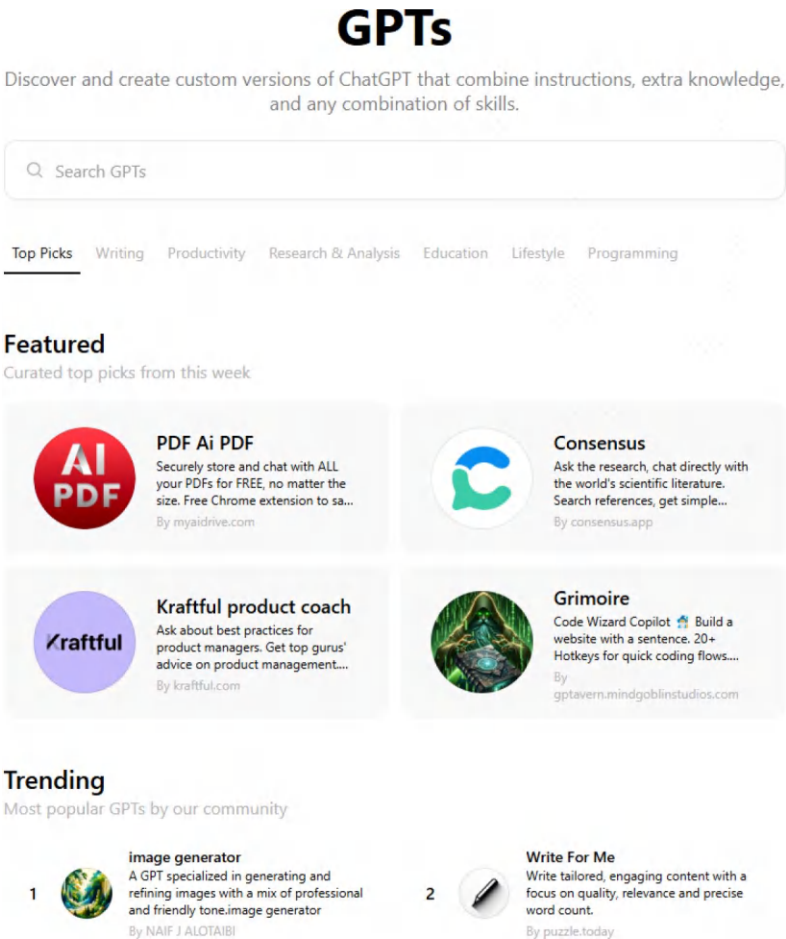 GPTs
Discover and create custom versions of ChatGPT that combine instructions, extra knowledge,
and any combination of skills.
Search GPTs
Top Picks Writing Productivity Research & Analysis Education Lifestyle Programming
Featured
Curated top picks from this week
AI
PDF
PDF Ai PDF
Securely store and chat with ALL
your PDFs for FREE, no matter the
size. Free Chrome extension to sa...
By myaidrive.com
Consensus
Ask the research, chat directly with
the world's scientific literature.
Search references, get simple...
By consensus.app
Kraftful
Kraftful product coach
Ask about best practices for
product managers. Get top gurus'
advice on product management....
By kraftful.com
Grimoire
Code Wizard Copilot 🧙 Build a
website with a sentence. 20+
Hotkeys for quick coding flows....
By
gptavern.mindgoblinstudios.com
Trending
Most popular GPTs by our community
1
image generator
A GPT specialized in generating and
refining images with a mix of professional
and friendly tone.image generator
By NAIF J ALOTAIBI
2
Write For Me
Write tailored, engaging content with a
focus on quality, relevance and precise
word count.
By puzzle.today